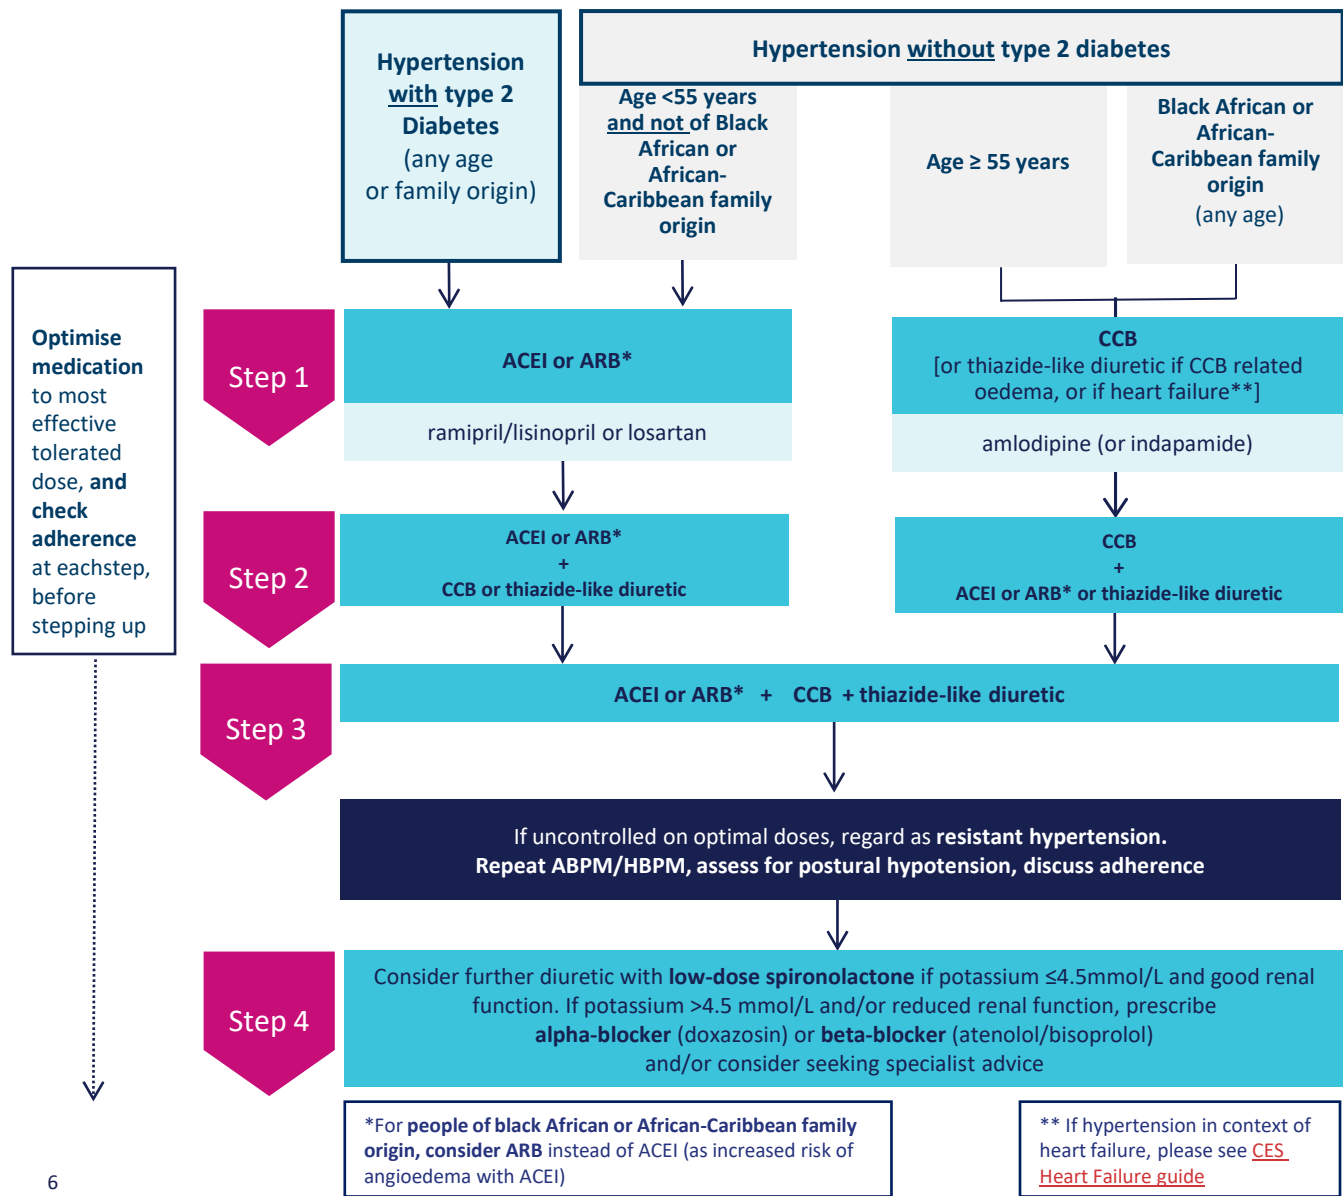 Hypertension
with type 2
Diabetes
(any age
or family origin)
Hypertension without type 2 diabetes
Age <55 years
and not of Black
African or
African-
Caribbean family
origin
Age ≥ 55 years
Black African or
African-
Caribbean family
origin
(any age)
Optimise
medication
to most
effective
tolerated
dose, and
check
adherence
at eachstep,
before
stepping up
Step 1
ACEI or ARB*
ramipril/lisinopril or losartan
CCB
[or thiazide-like diuretic if CCB related
oedema, or if heart failure**]
amlodipine (or indapamide)
Step 2
ACEI or ARB*
+
CCB or thiazide-like diuretic
CCB
+
ACEI or ARB* or thiazide-like diuretic
Step 3
ACEI or ARB* + CCB + thiazide-like diuretic
If uncontrolled on optimal doses, regard as resistant hypertension.
Repeat ABPM/HBPM, assess for postural hypotension, discuss adherence
Step 4
Consider further diuretic with low-dose spironolactone if potassium ≤4.5mmol/L and good renal
function. If potassium >4.5 mmol/L and/or reduced renal function, prescribe
alpha-blocker (doxazosin) or beta-blocker (atenolol/bisoprolol)
and/or consider seeking specialist advice
*For people of black African or African-Caribbean family
origin, consider ARB instead of ACEI (as increased risk of
angioedema with ACEI)
** If hypertension in context of
heart failure, please see CES
Heart Failure guide
6